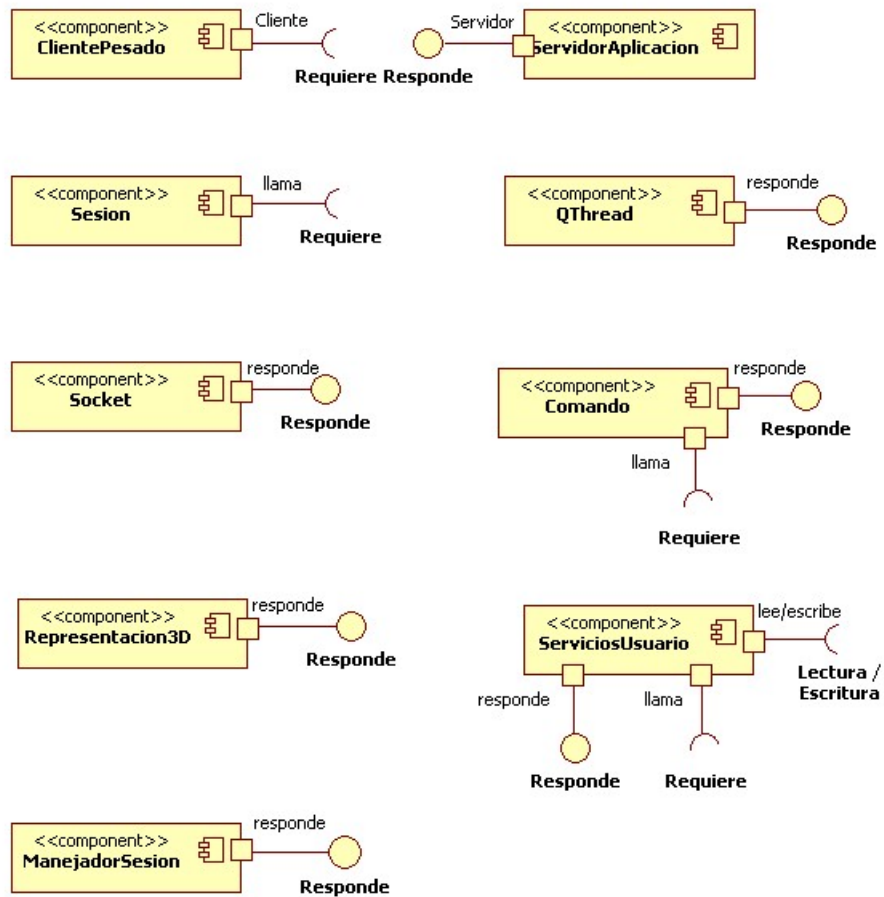 <<component>>
ClientePesado
Cliente
Requiere
Servidor
Responde
<<component>>
ServidorAplicacion
<<component>>
Sesion
llama
Requiere
<<component>>
QThread
responde
Responde
<<component>>
Socket
responde
Responde
<<component>>
Comando
responde
Responde
llama
Requiere
<<component>>
Representacion3D
responde
Responde
<<component>>
ServiciosUsuario
lee/escribe
Lectura /
Escritura
responde
Responde
llama
Requiere
<<component>>
ManejadorSesion
responde
Responde